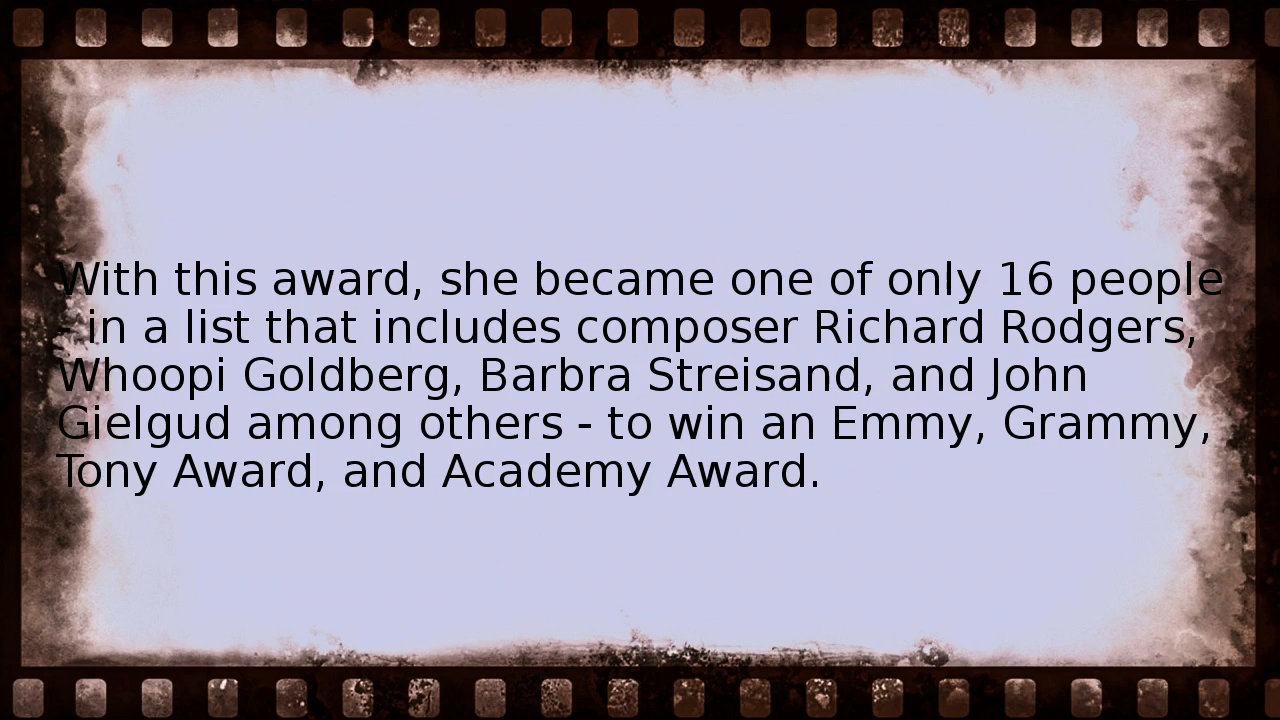 With this award, she became one of only 16 people
- in a list that includes composer Richard Rodgers,
Whoopi Goldberg, Barbra Streisand, and John
Gielgud among others - to win an Emmy, Grammy,
Tony Award, and Academy Award.